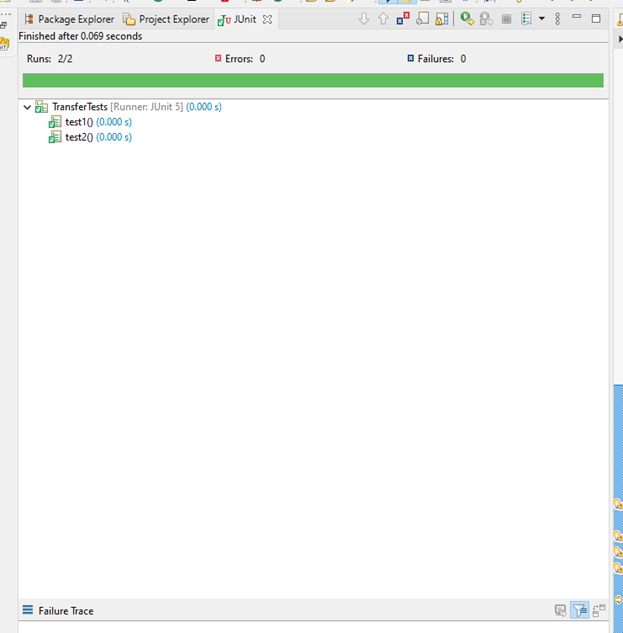 Package Explorer Project Explorer JUnit
Finished after 0.069 seconds
Runs: 2/2 Errors: 0 Failures: 0
TransferTests [Runner: JUnit 5] (0.000 s)
test1() (0.000 s)
test2() (0.000 s)
Failure Trace